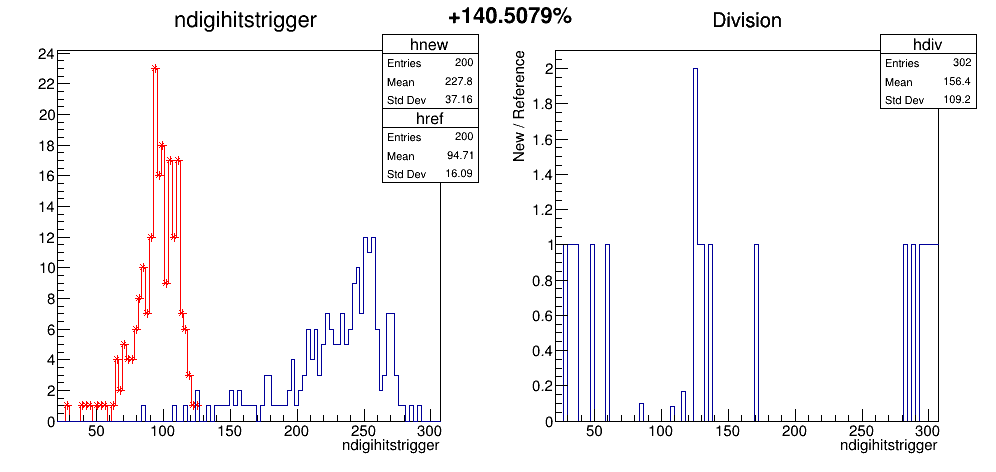 +140.5079%
ndigihitstrigger
hnew
Entries 200
Mean 227.8
Std Dev 37.16
href
Entries 200
Mean 94.71
Std Dev 16.09
24
22
20
18
16
14
12
10
8
6
4
2
0
50 100 150 200 250 300
ndigihitstrigger
Division
hdiv
Entries 302
Mean 156.4
Std Dev 109.2
New / Reference
2
1.8
1.6
1.4
1.2
1
0.8
0.6
0.4
0.2
0
50 100 150 200 250 300
ndigihitstrigger